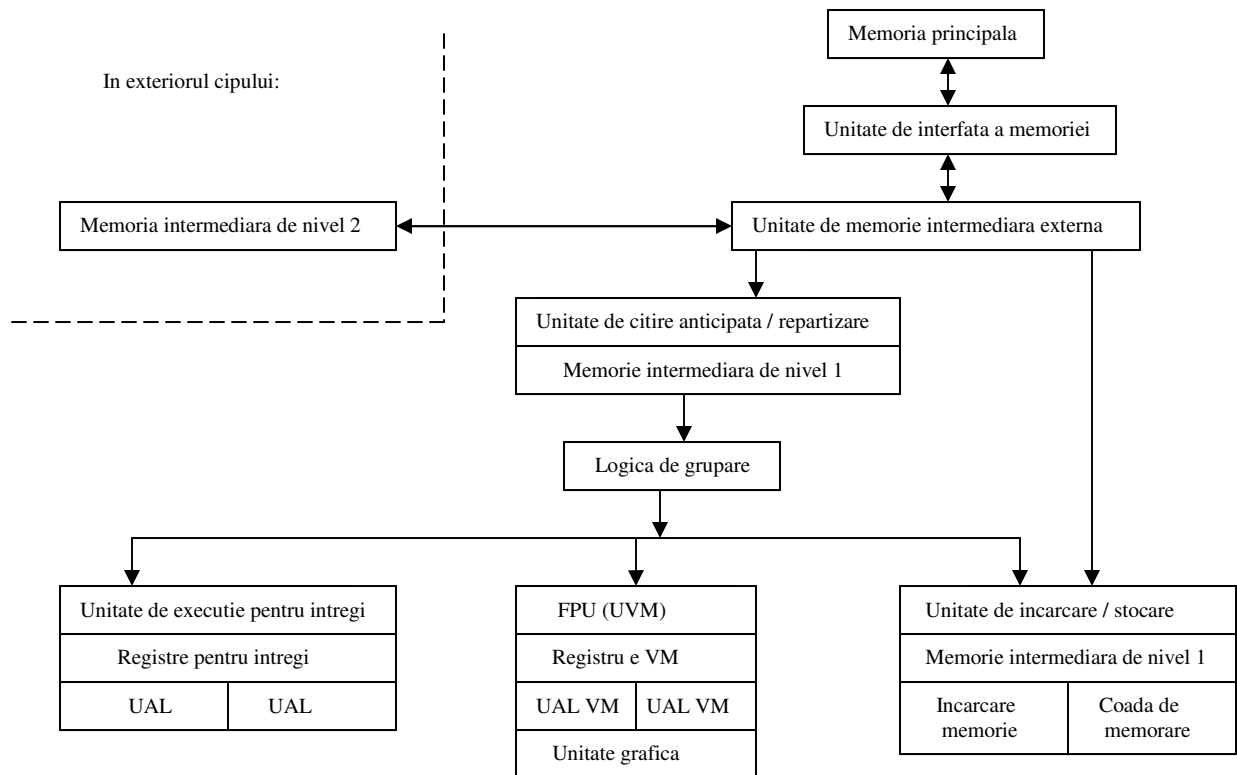 Memoria principala
In exteriorul cipului:
Unitate de interfata a memoriei
Memoria intermediara de nivel 2
Unitate de memorie intermediara externa
Unitate de citire anticipata / repartizare
Memorie intermediara de nivel 1
Logica de grupare
Unitate de executie pentru intregi
Registre pentru intregi
UAL
UAL
FPU (UVM)
Registru e VM
UAL VM
UAL VM
Unitate grafica
Unitate de incarcare / stocare
Memorie intermediara de nivel 1
Incarcare
memorie
Coada de
memorare